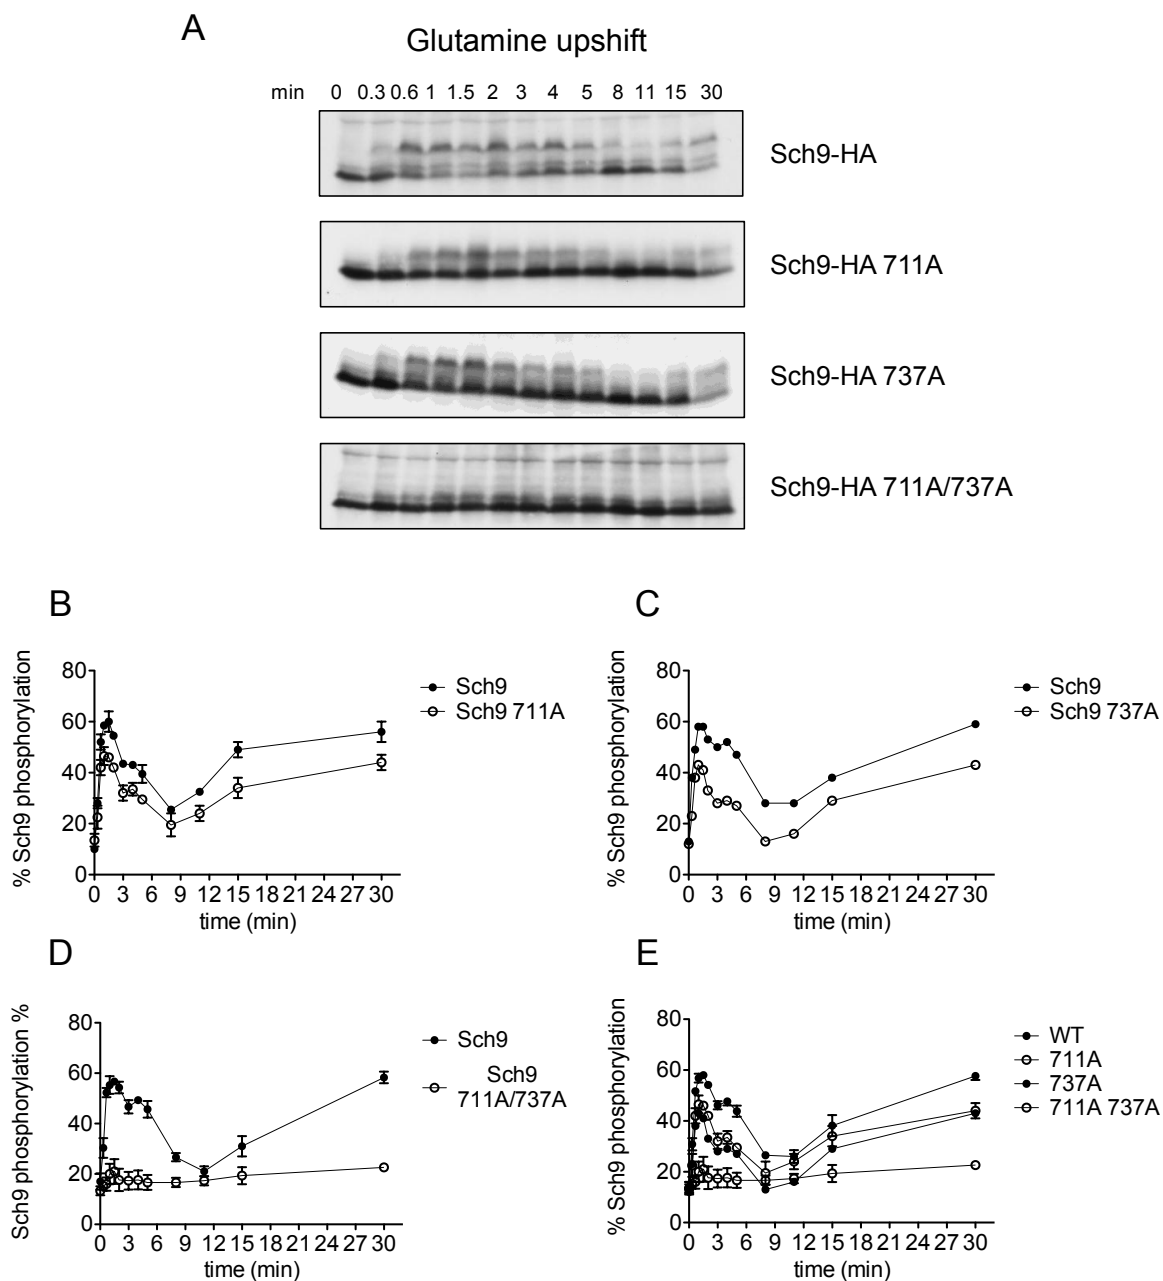 A
Glutamine upshift
min 0 0.3 0.6 1 1.5 2 3 4 5 8 11 15 30
Sch9-HA
Sch9-HA 711A
Sch9-HA 737A
Sch9-HA 711A/737A
B
% Sch9 phosphorylation
80
60
40
20
0
0 3 6 9 12 15 18 21 24 27 30
time (min)
Sch9
Sch9 711A
C
% Sch9 phosphorylation
80
60
40
20
0
0 3 6 9 12 15 18 21 24 27 30
time (min)
Sch9
Sch9 737A
D
Sch9 phosphorylation %
80
60
40
20
0
0 3 6 9 12 15 18 21 24 27 30
time (min)
Sch9
Sch9
711A/737A
E
% Sch9 phosphorylation
80
60
40
20
0
0 3 6 9 12 15 18 21 24 27 30
time (min)
WT
711A
737A
711A 737A